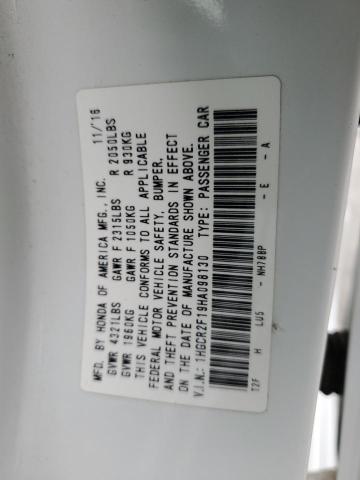 MFD. BY HONDA OF AMERICA MFG., INC. 11/'16
GVWR 4321LBS GAWR F 2315LBS R 2050LBS
GVWR 1960KG GAWR F 1050KG R 930KG
THIS VEHICLE CONFORMS TO ALL APPLICABLE
FEDERAL MOTOR VEHICLE SAFETY, BUMPER,
AND THEFT PREVENTION STANDARDS IN EFFECT
ON THE DATE OF MANUFACTURE SHOWN ABOVE.
V.I.N.: 1HGCR2F19HA098130 TYPE: PASSENGER CAR
T2F H LU5 NH788P - E - A